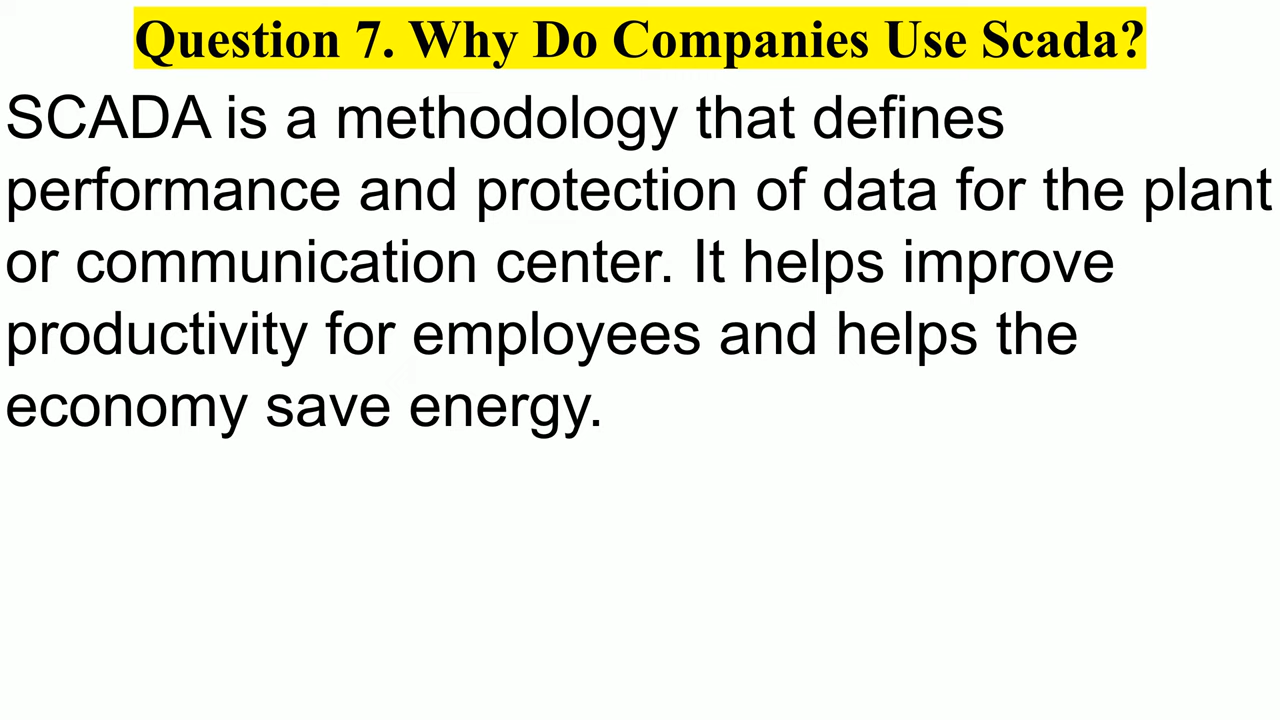 Question 7. Why Do Companies Use Scada?
SCADA is a methodology that defines
performance and protection of data for the plant
or communication center. It helps improve
productivity for employees and helps the
economy save energy.